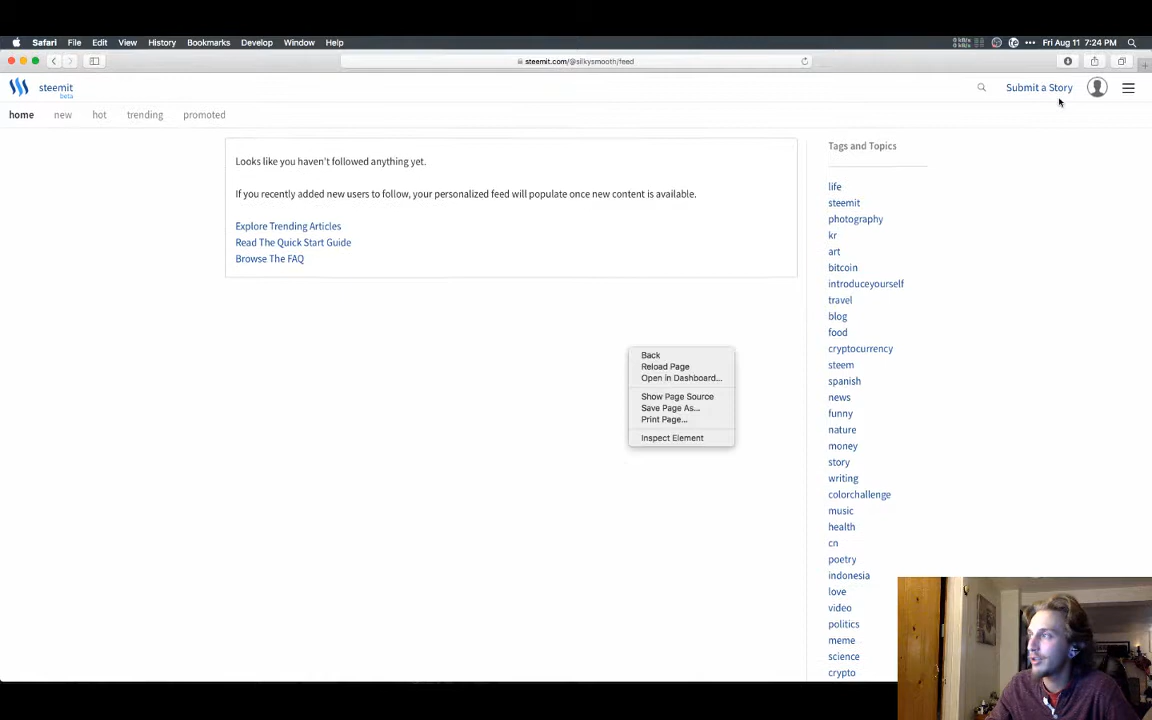 Safari File Edit View History Bookmarks Develop Window Help
Fri Aug 11 7:24 PM
steemit.com/@silkysmooth/feed
steemit
beta
Submit a Story
home new hot trending promoted
Looks like you haven't followed anything yet.
If you recently added new users to follow, your personalized feed will populate once new content is available.
Explore Trending Articles
Read The Quick Start Guide
Browse The FAQ
Back
Reload Page
Open in Dashboard...
Show Page Source
Save Page As...
Print Page...
Inspect Element
Tags and Topics
life
steemit
photography
kr
art
bitcoin
introduceyourself
travel
blog
food
cryptocurrency
steem
spanish
news
funny
nature
money
story
writing
colorchallenge
music
health
cn
poetry
indonesia
love
video
politics
meme
science
crypto